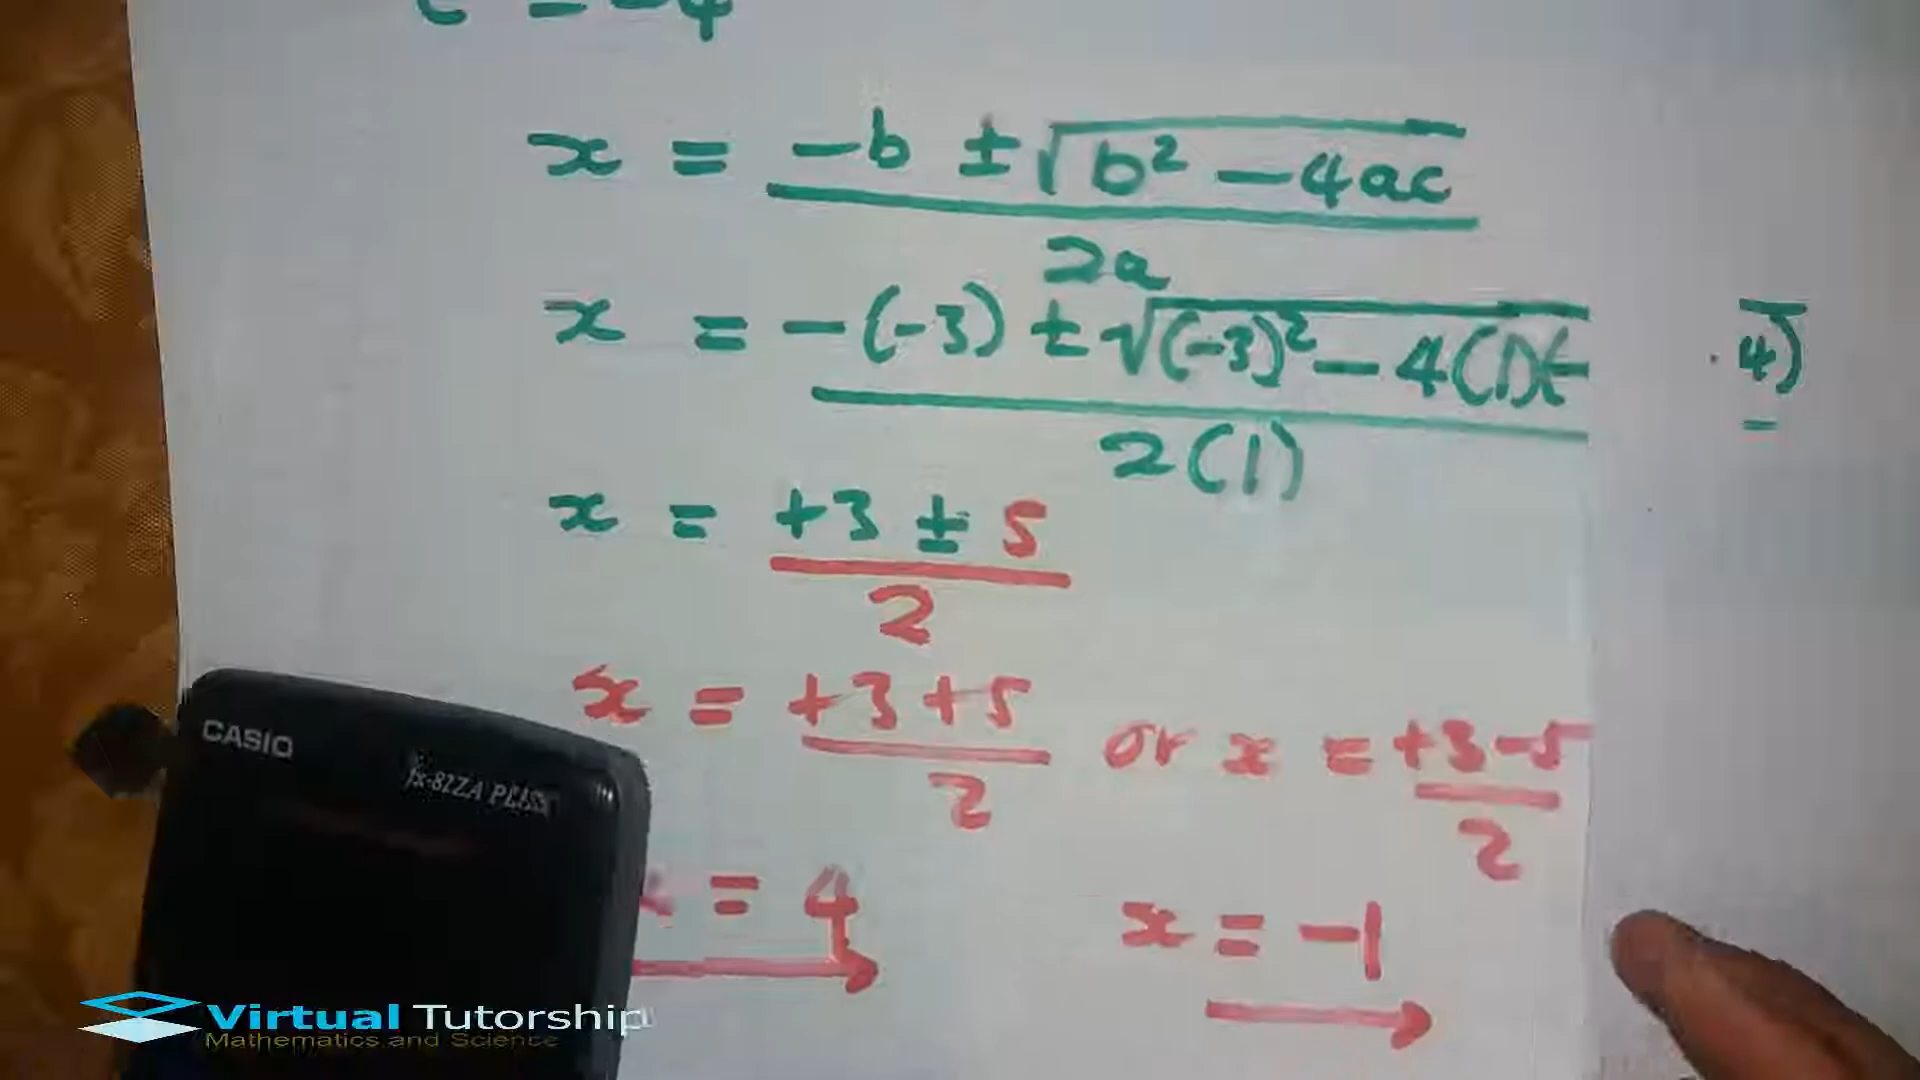 c = -4
x = -b ± √b² - 4ac
2a
x = -(-3) ± √(-3)² - 4(1)(- 4)
2(1)
x = +3 ± 5
2
x = +3+5 or x = +3-5
2 2
= 4 x = -1
CASIO
fx-82ZA PLUS
Virtual Tutorship
Mathematics and Science